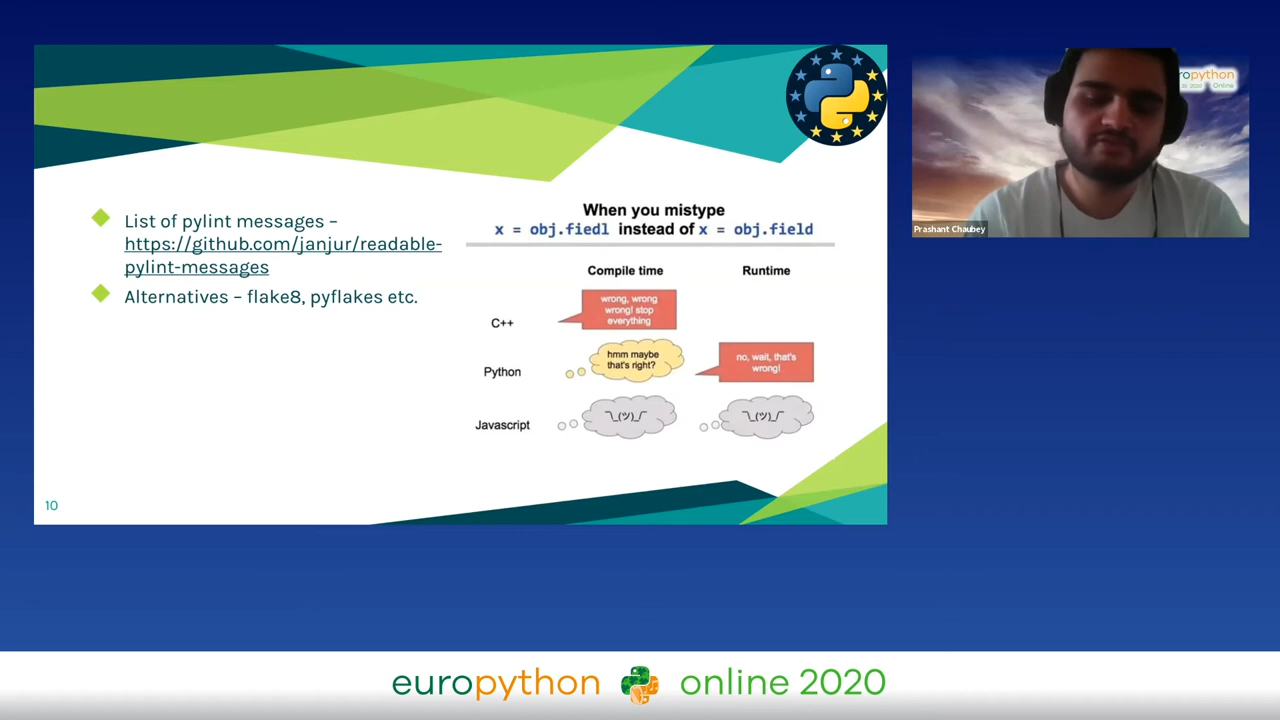 List of pylint messages –
https://github.com/janjur/readable-
pylint-messages
Alternatives – flake8, pyflakes etc.
10
When you mistype
x = obj.fiedl instead of x = obj.field
Compile time Runtime
C++
wrong, wrong
wrong! stop
everything
Python
hmm maybe
that's right?
no, wait, that's
wrong!
Javascript
¯\_(ツ)_/¯ ¯\_(ツ)_/¯
ropython
Online
Prashant Chaubey
europython online 2020